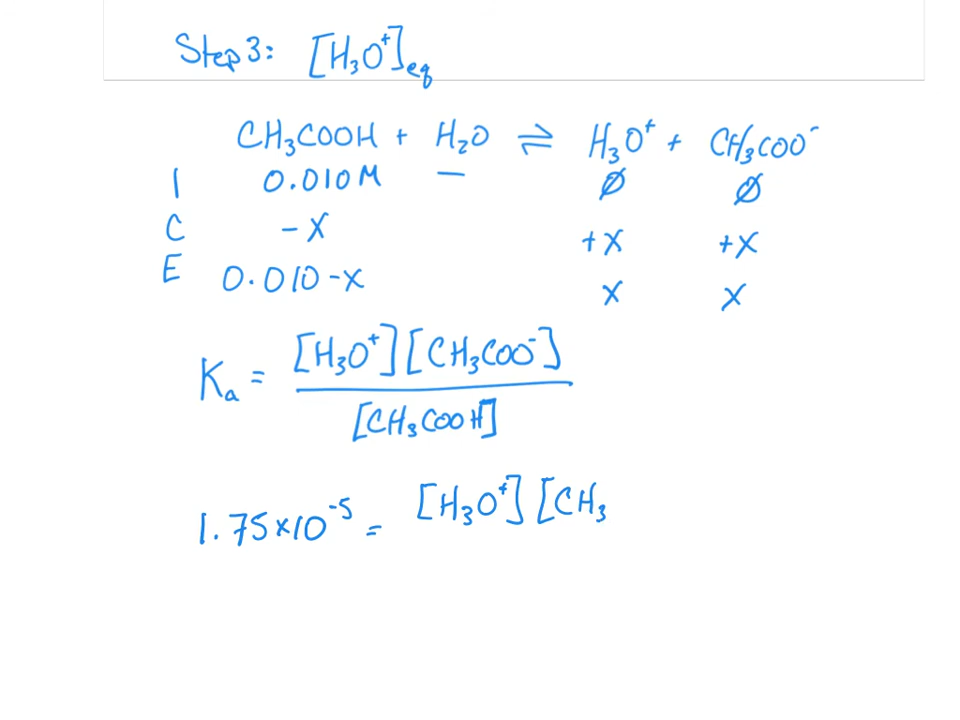 Step 3: [H₃O⁺]eq
CH₃COOH + H₂O ⇌ H₃O⁺ + CH₃COO⁻
I 0.010M — ∅ ∅
C -x +x +x
E 0.010-x x x
Kₐ = [H₃O⁺][CH₃COO⁻]
[CH₃COOH]
1.75×10⁻⁵ = [H₃O⁺][CH₃